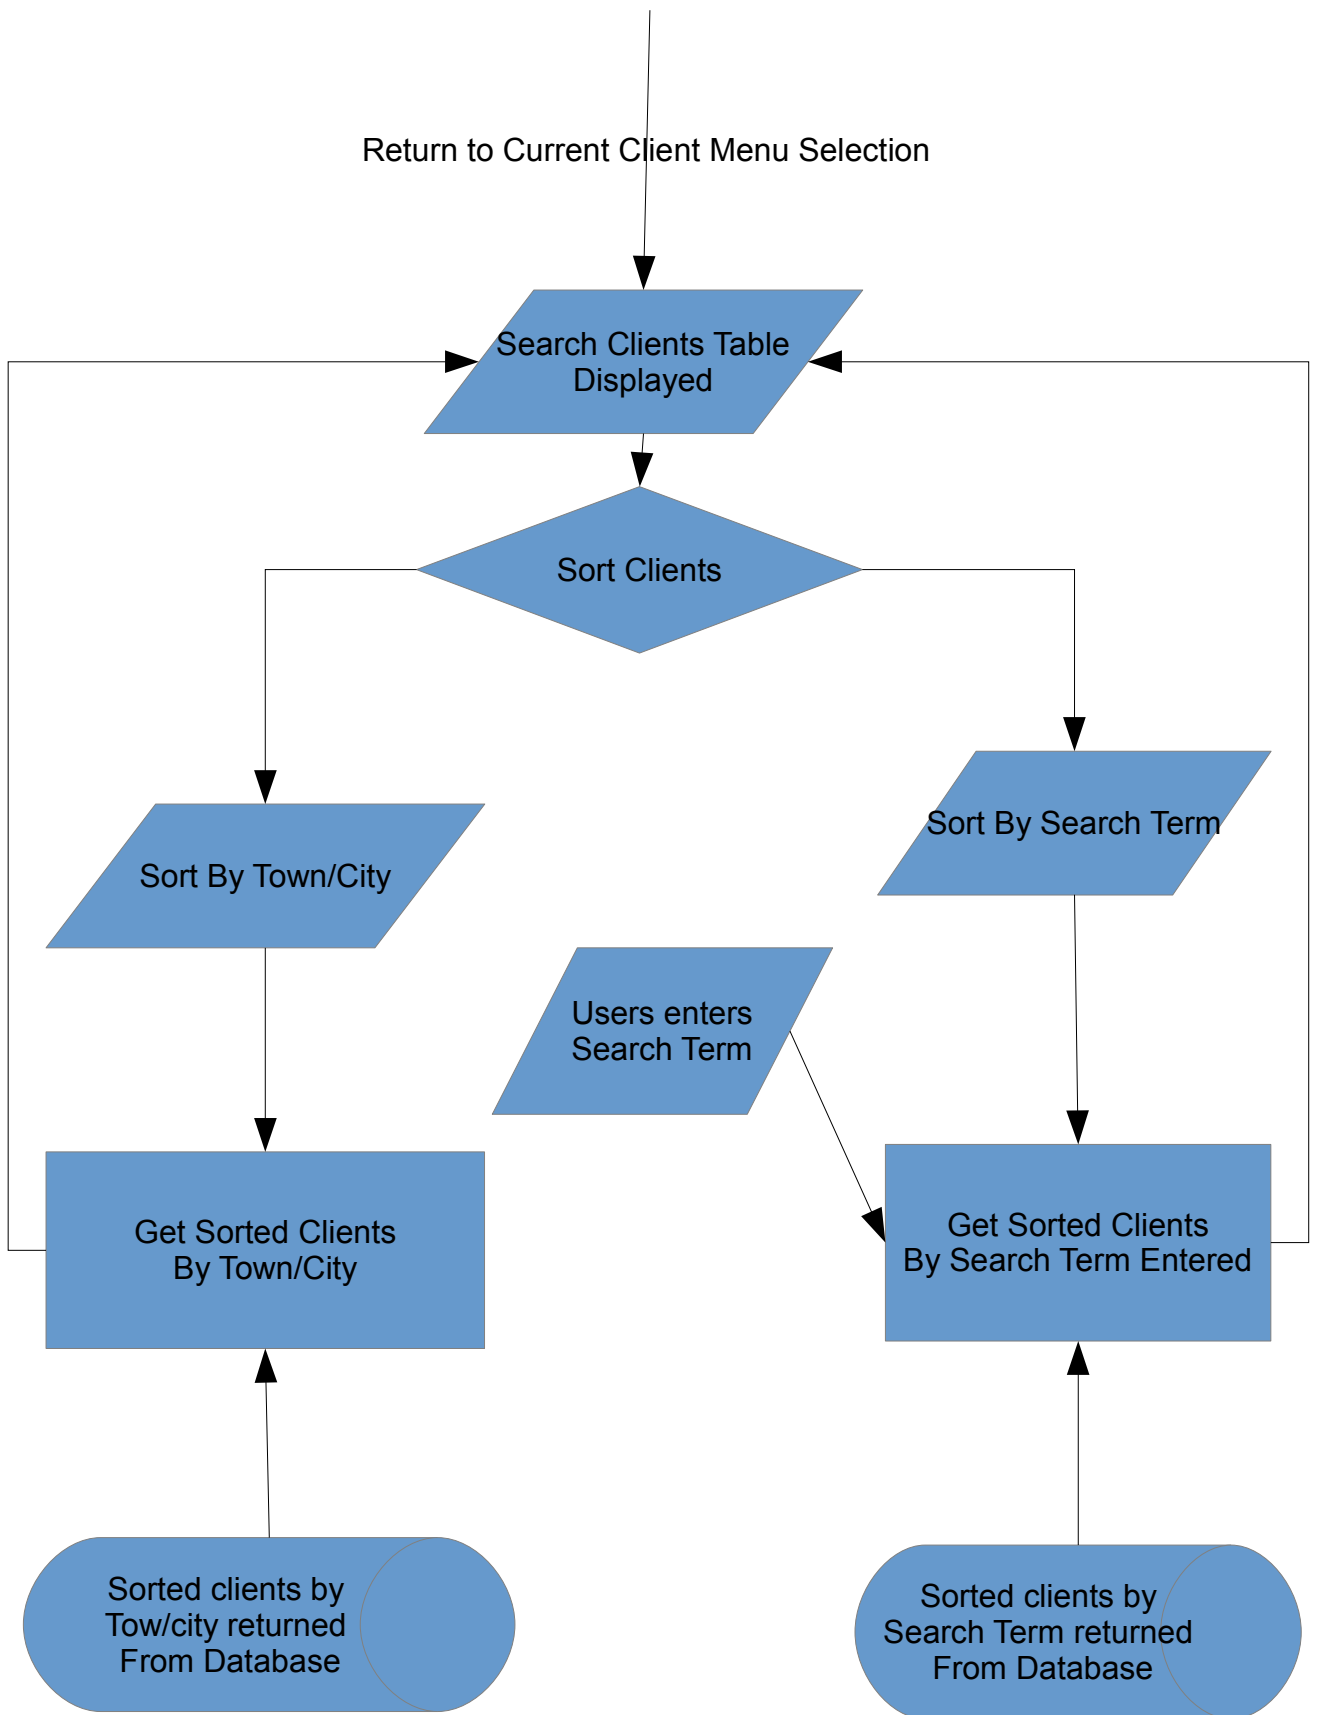 Return to Current Client Menu Selection
Search Clients Table
Displayed
Sort Clients
Sort By Town/City
Sort By Search Term
Users enters
Search Term
Get Sorted Clients
By Town/City
Get Sorted Clients
By Search Term Entered
Sorted clients by
Tow/city returned
From Database
Sorted clients by
Search Term returned
From Database